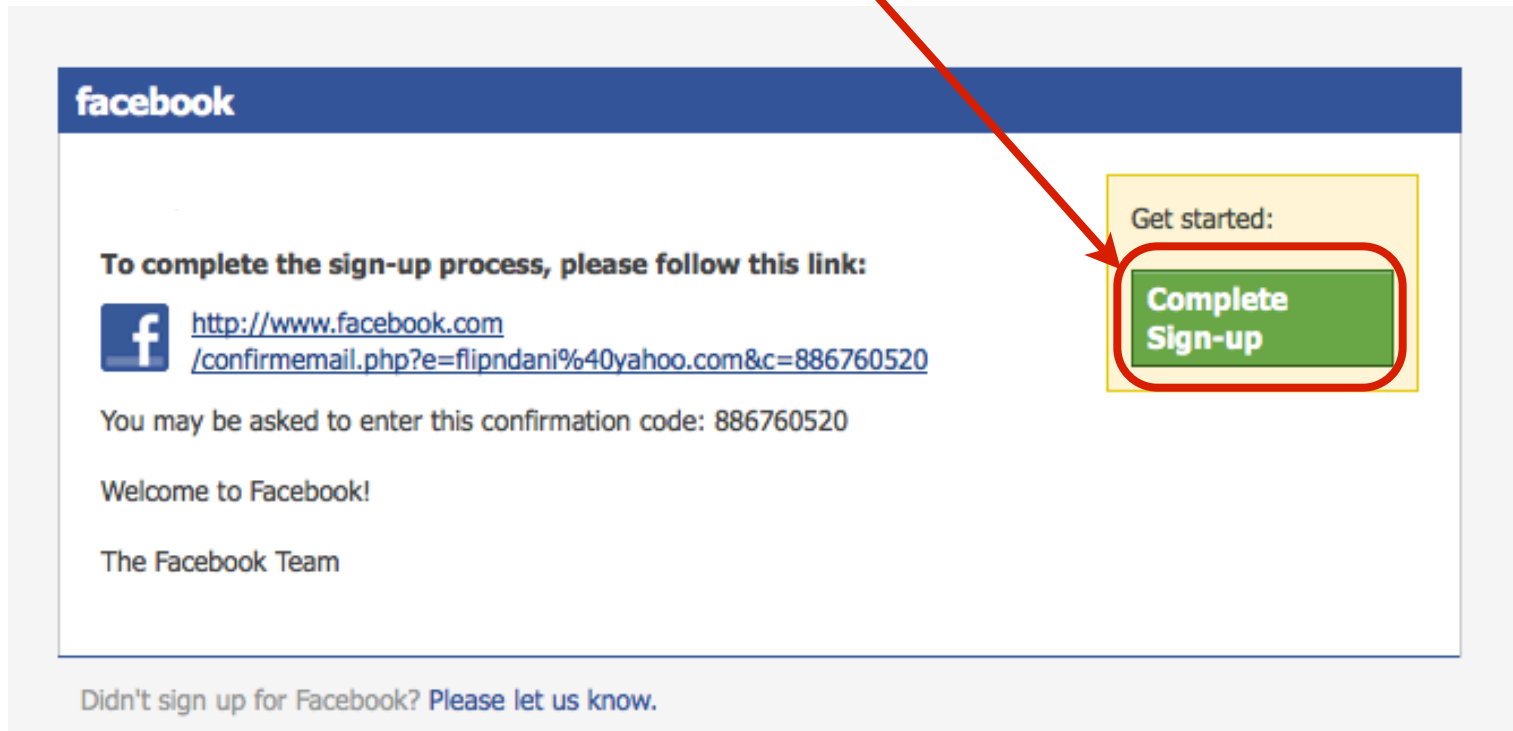 facebook
To complete the sign-up process, please follow this link:
http://www.facebook.com
/confirmemail.php?e=flipndani%40yahoo.com&c=886760520
You may be asked to enter this confirmation code: 886760520
Welcome to Facebook!
The Facebook Team
Get started:
Complete
Sign-up
Didn't sign up for Facebook? Please let us know.